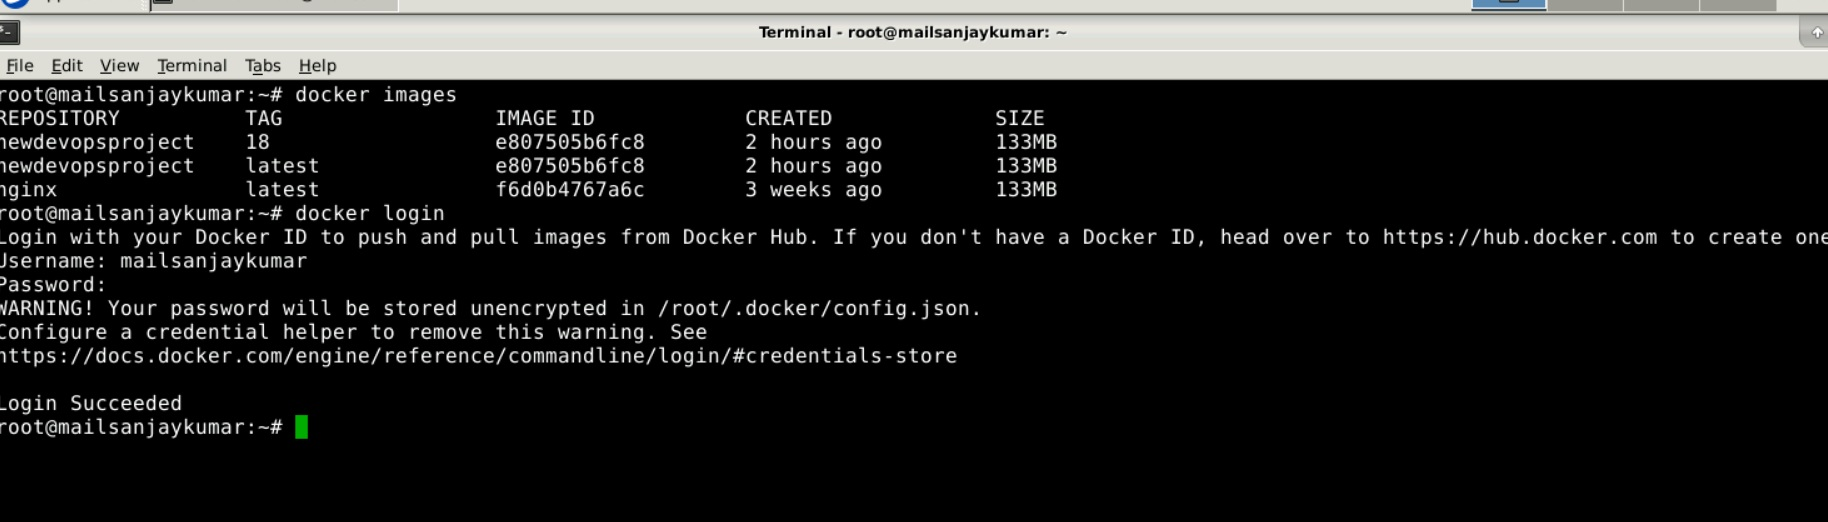 Terminal - root@mailsanjaykumar: ~
File Edit View Terminal Tabs Help
root@mailsanjaykumar:~# docker images
REPOSITORY TAG IMAGE ID CREATED SIZE
newdevopsproject 18 e807505b6fc8 2 hours ago 133MB
newdevopsproject latest e807505b6fc8 2 hours ago 133MB
nginx latest f6d0b4767a6c 3 weeks ago 133MB
root@mailsanjaykumar:~# docker login
Login with your Docker ID to push and pull images from Docker Hub. If you don't have a Docker ID, head over to https://hub.docker.com to create one
Username: mailsanjaykumar
Password:
WARNING! Your password will be stored unencrypted in /root/.docker/config.json.
Configure a credential helper to remove this warning. See
https://docs.docker.com/engine/reference/commandline/login/#credentials-store
Login Succeeded
root@mailsanjaykumar:~#